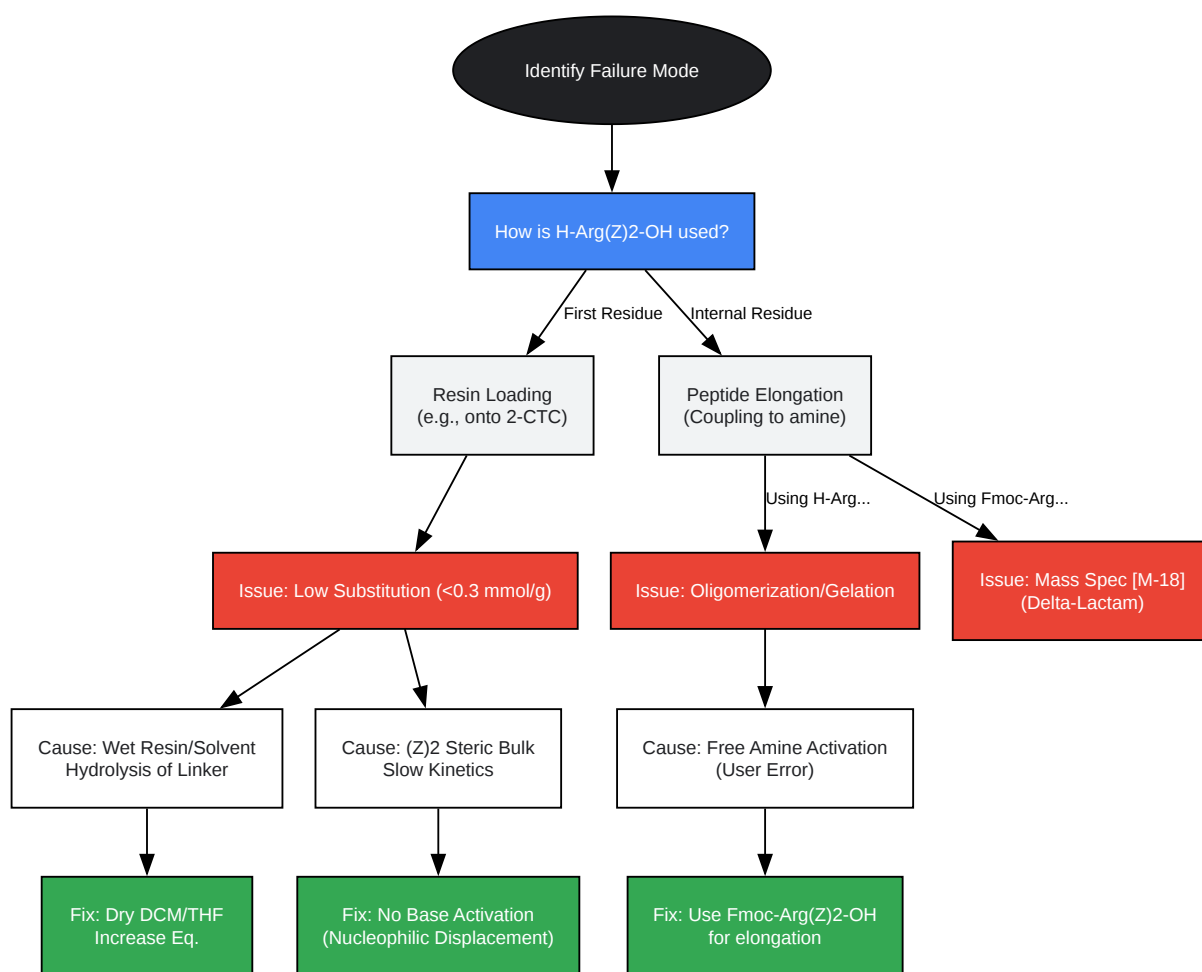 Identify Failure Mode
How is H-Arg(Z)2-OH used?
First Residue
Internal Residue
Resin Loading
(e.g., onto 2-CTC)
Peptide Elongation
(Coupling to amine)
Using H-Arg...
Using Fmoc-Arg...
Issue: Low Substitution (<0.3 mmol/g)
Issue: Oligomerization/Gelation
Issue: Mass Spec [M-18]
(Delta-Lactam)
Cause: Wet Resin/Solvent
Hydrolysis of Linker
Cause: (Z)2 Steric Bulk
Slow Kinetics
Cause: Free Amine Activation
(User Error)
Fix: Dry DCM/THF
Increase Eq.
Fix: No Base Activation
(Nucleophilic Displacement)
Fix: Use Fmoc-Arg(Z)2-OH
for elongation